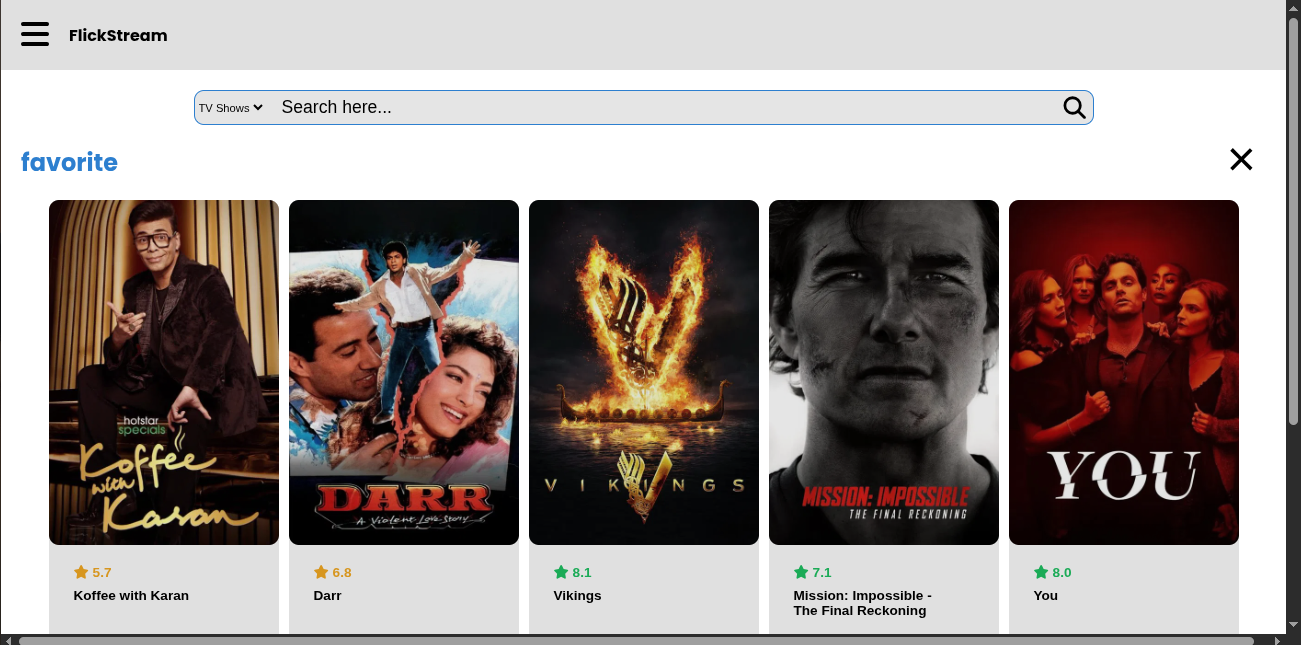 FlickStream
TV Shows
Search here...
favorite
hotstar
specials
Koffee
with
Karan
DARR
A Violent Love Story
VIKINGS
MISSION: IMPOSSIBLE
THE FINAL RECKONING
YOU
5.7
Koffee with Karan
6.8
Darr
8.1
Vikings
7.1
Mission: Impossible -
The Final Reckoning
8.0
You